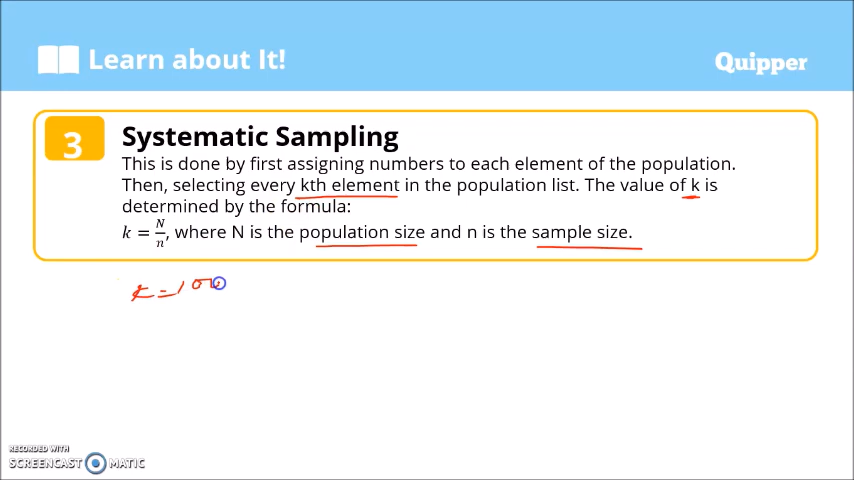 Learn about It!
Quipper
3
Systematic Sampling
This is done by first assigning numbers to each element of the population.
Then, selecting every kth element in the population list. The value of k is
determined by the formula:
k = N/n, where N is the population size and n is the sample size.
k = 100
RECORDED WITH
SCREENCAST MATIC